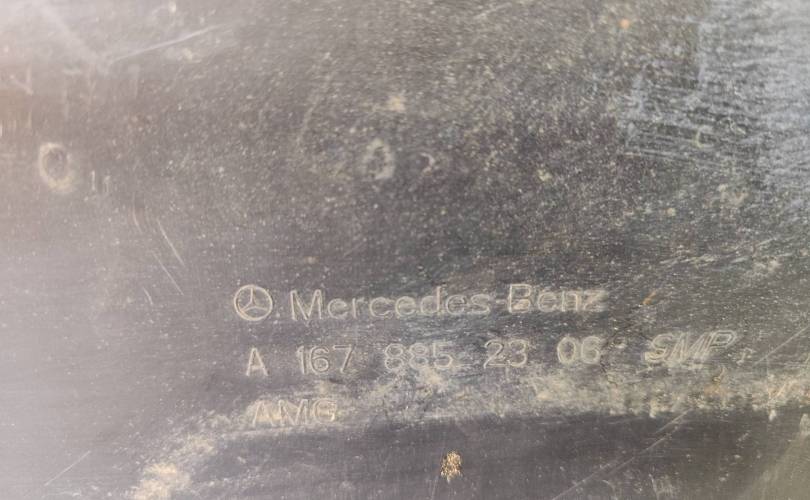 Mercedes-Benz
A 167 885 23 06 SMP
AMG